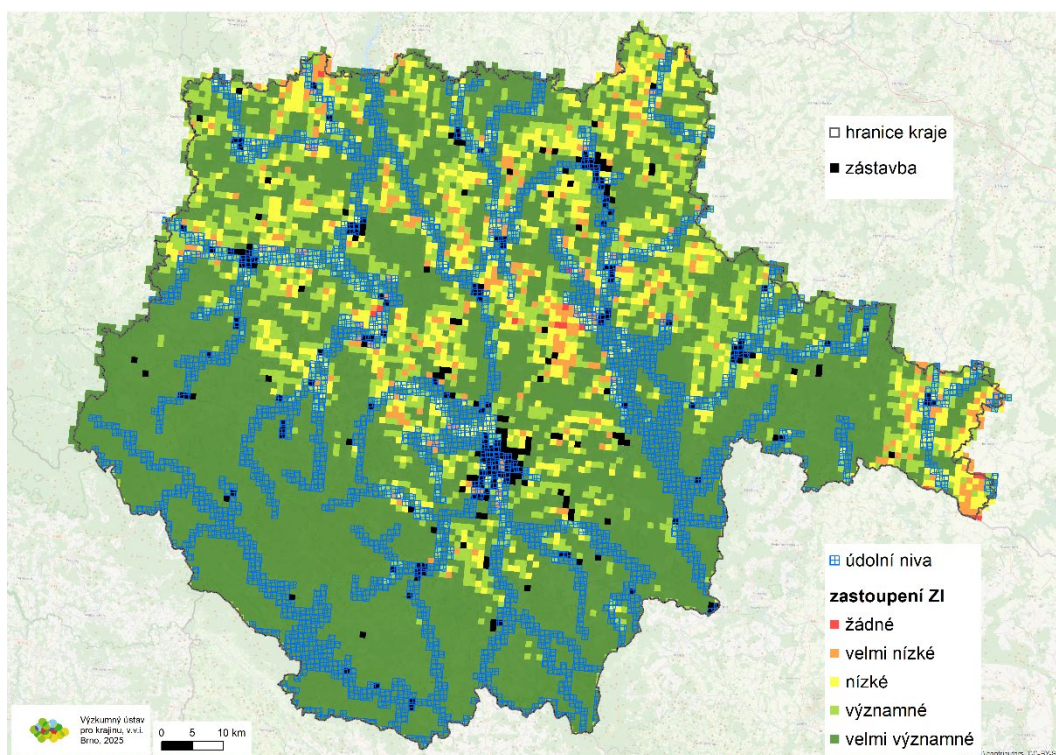 hranice kraje
zástavba
údolní niva
zastoupení ZI
žádné
velmi nízké
nízké
významné
velmi významné
Výzkumný ústav
pro krajinu, v.v.i.
Brno, 2025
0 5 10 km